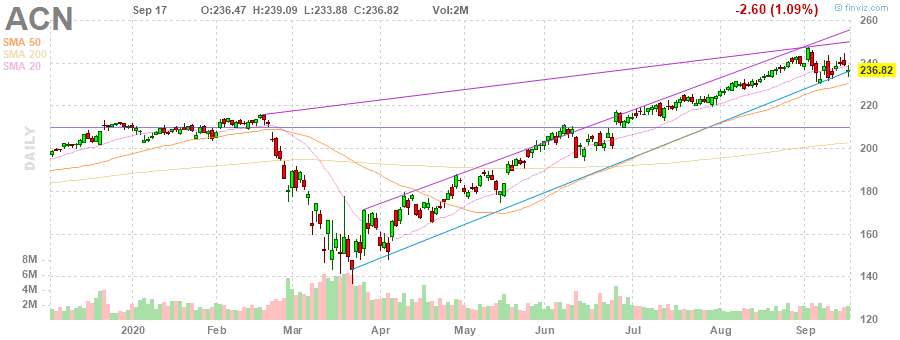 ACN
Sep 17 O:236.47 H:239.09 L:233.88 C:236.82 Vol:2M
-2.60 (1.09%)
© finviz.com
SMA 50
SMA 200
SMA 20
DAILY
260
240
236.82
220
200
180
160
140
120
8M
6M
4M
2M
2020 Feb Mar Apr May Jun Jul Aug Sep